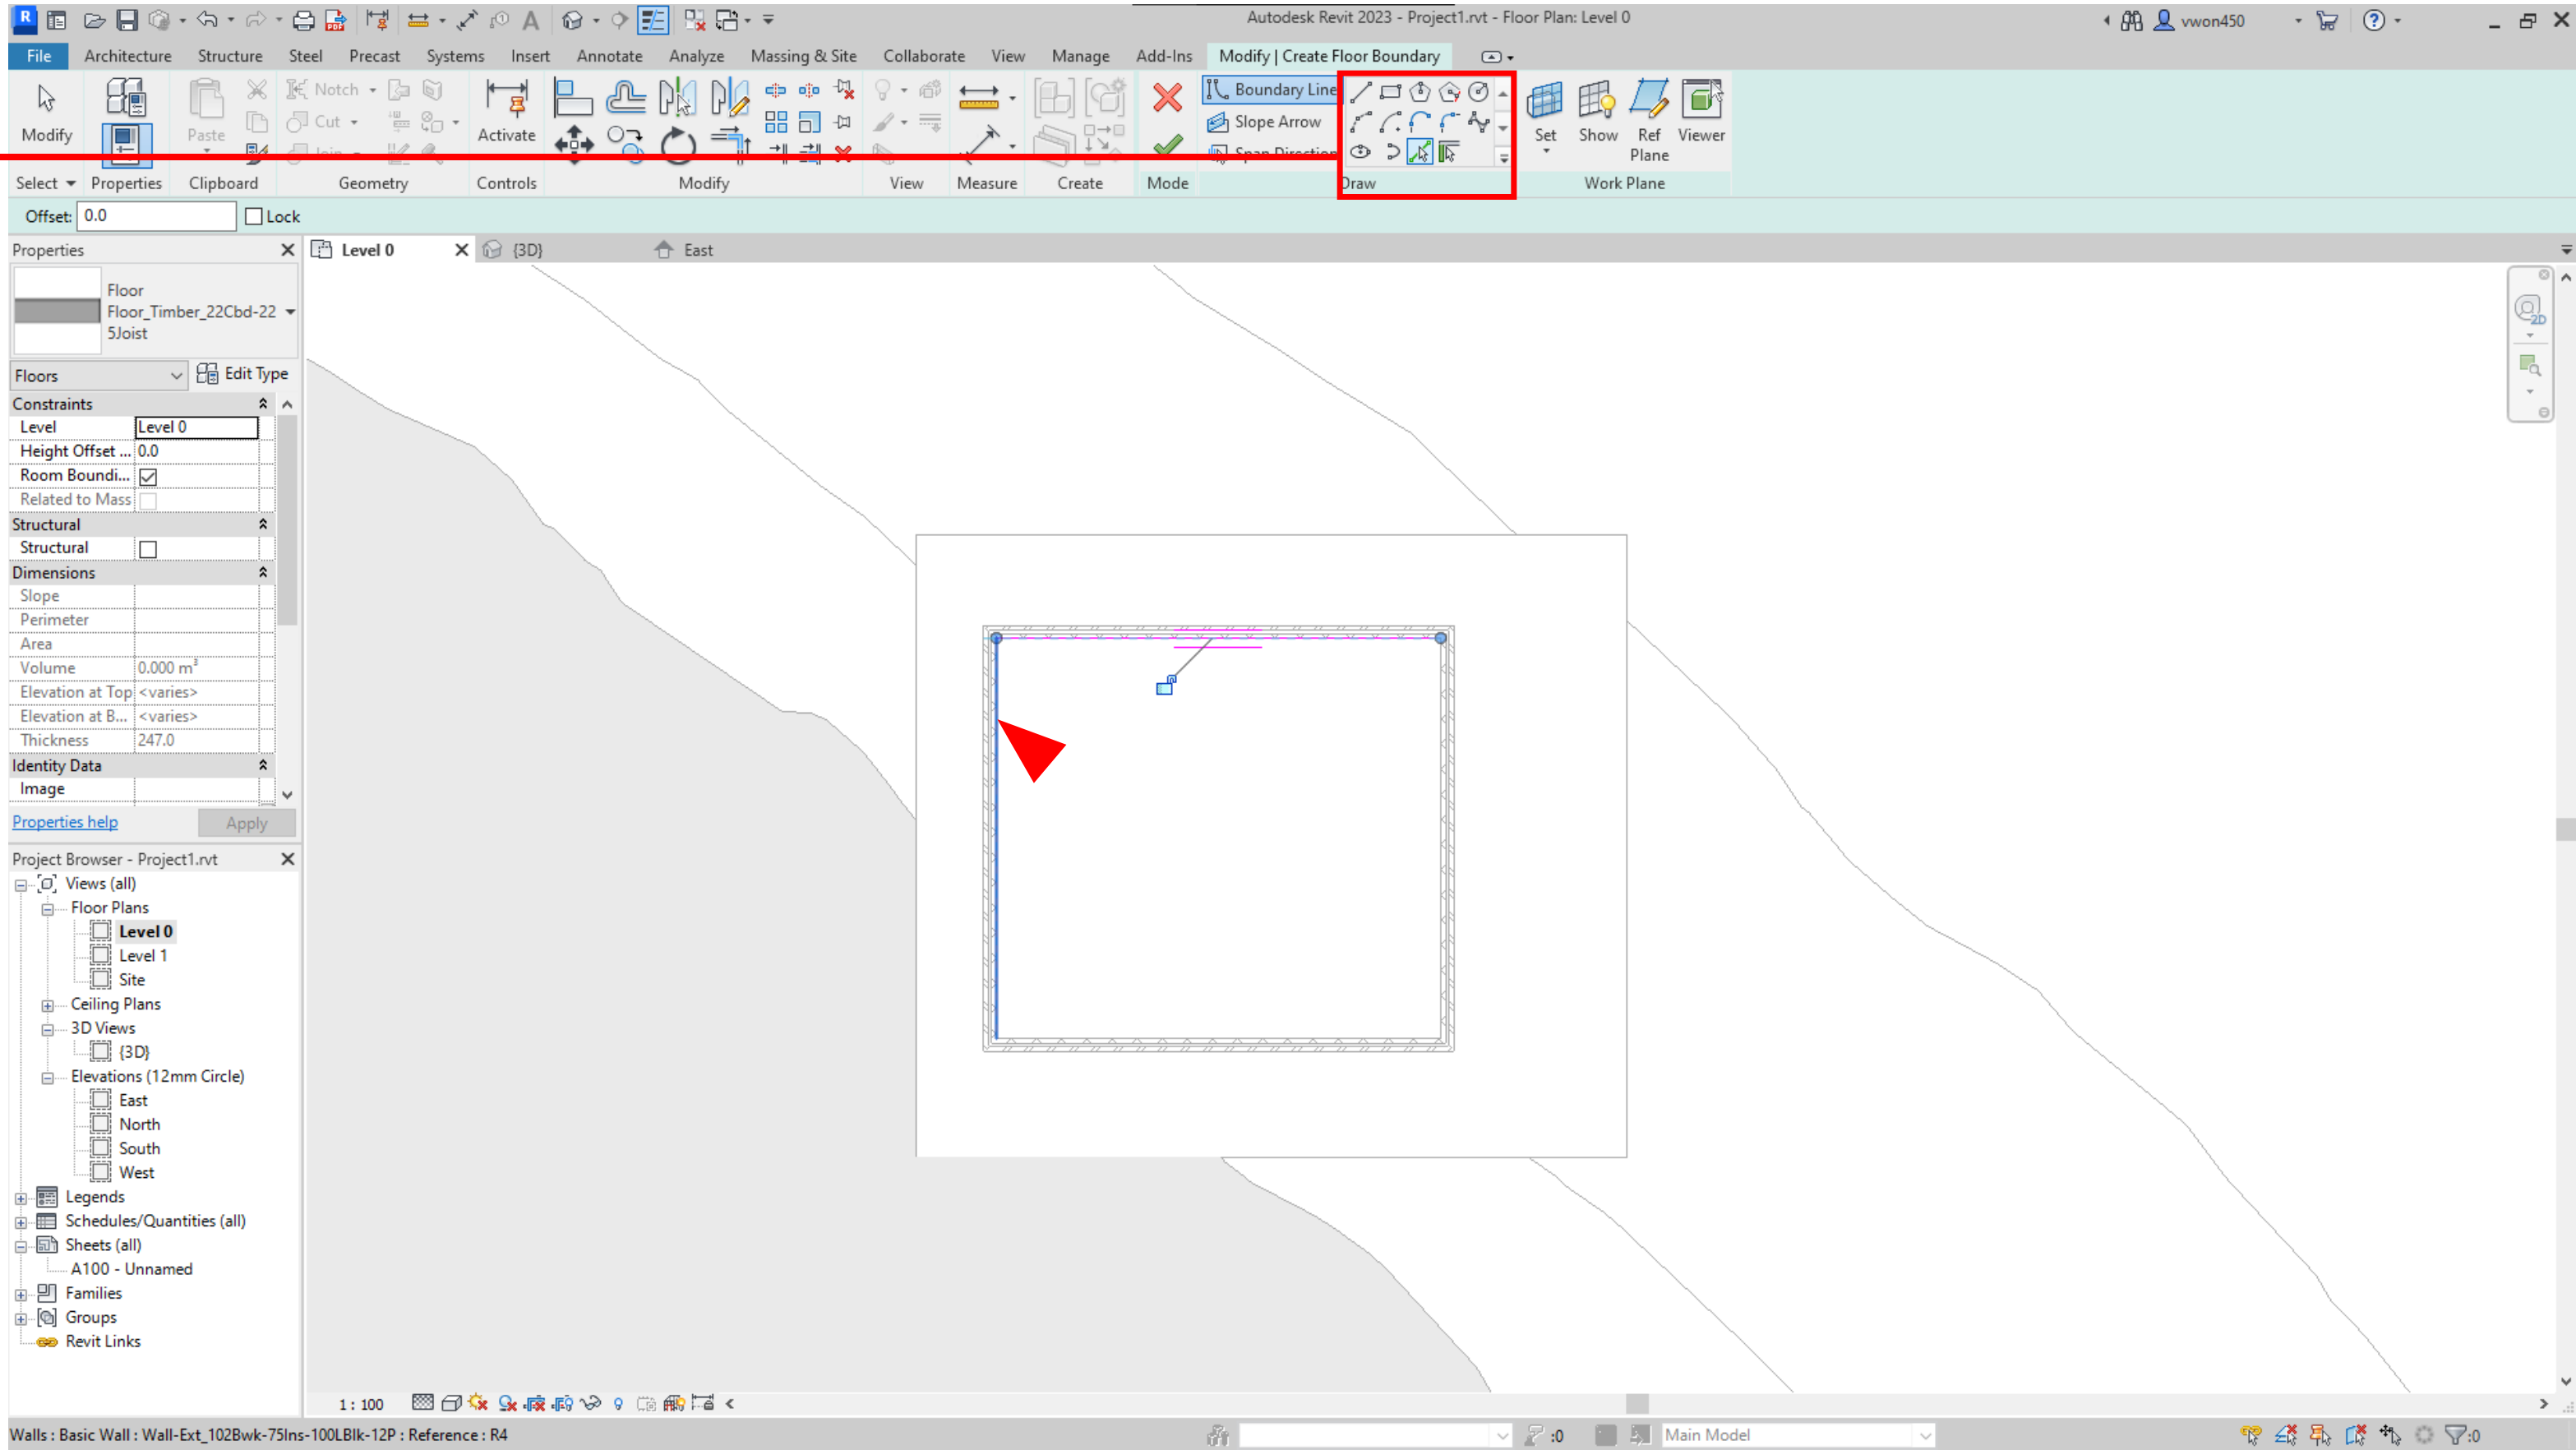 Autodesk Revit 2023 - Project1.rvt - Floor Plan: Level 0
vwon450
File Architecture Structure Steel Precast Systems Insert Annotate Analyze Massing & Site Collaborate View Manage Add-Ins Modify | Create Floor Boundary
Notch
Boundary Line
Cut
Slope Arrow
Modify Paste Activate Set Show Ref Plane Viewer
Join
Span Direction
Select Properties Clipboard Geometry Controls Modify View Measure Create Mode Draw Work Plane
Offset: 0.0 Lock
Properties
Level 0 {3D} East
Floor
Floor_Timber_22Cbd-22
5Joist
2D
Floors Edit Type
Constraints
Level Level 0
Height Offset ... 0.0
Room Boundi...
Related to Mass
Structural
Structural
Dimensions
Slope
Perimeter
Area
Volume 0.000 m³
Elevation at Top <varies>
Elevation at B... <varies>
Thickness 247.0
Identity Data
Image
Properties help Apply
Project Browser - Project1.rvt
Views (all)
Floor Plans
Level 0
Level 1
Site
Ceiling Plans
3D Views
{3D}
Elevations (12mm Circle)
East
North
South
West
Legends
Schedules/Quantities (all)
Sheets (all)
A100 - Unnamed
Families
Groups
Revit Links
1 : 100
Walls : Basic Wall : Wall-Ext_102Bwk-75Ins-100LBlk-12P : Reference : R4
:0 Main Model :0